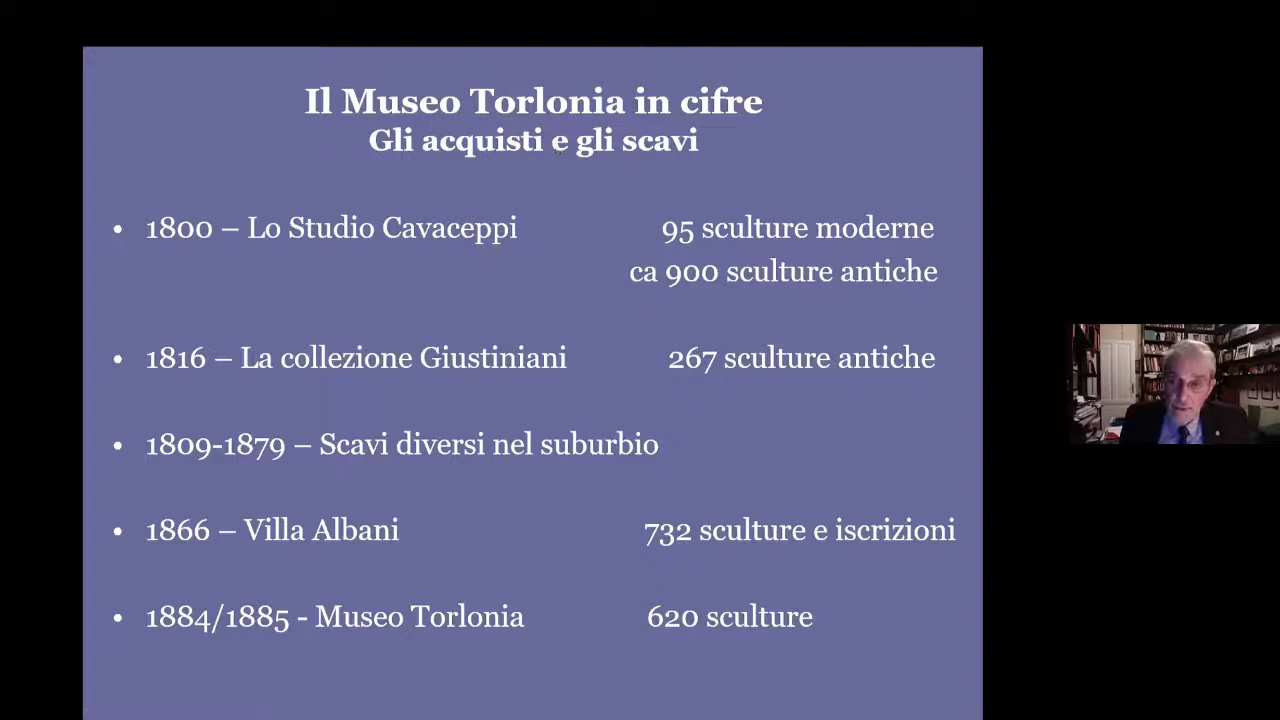 Il Museo Torlonia in cifre
Gli acquisti e gli scavi
• 1800 – Lo Studio Cavaceppi 95 sculture moderne
ca 900 sculture antiche
• 1816 – La collezione Giustiniani 267 sculture antiche
• 1809-1879 – Scavi diversi nel suburbio
• 1866 – Villa Albani 732 sculture e iscrizioni
• 1884/1885 - Museo Torlonia 620 sculture